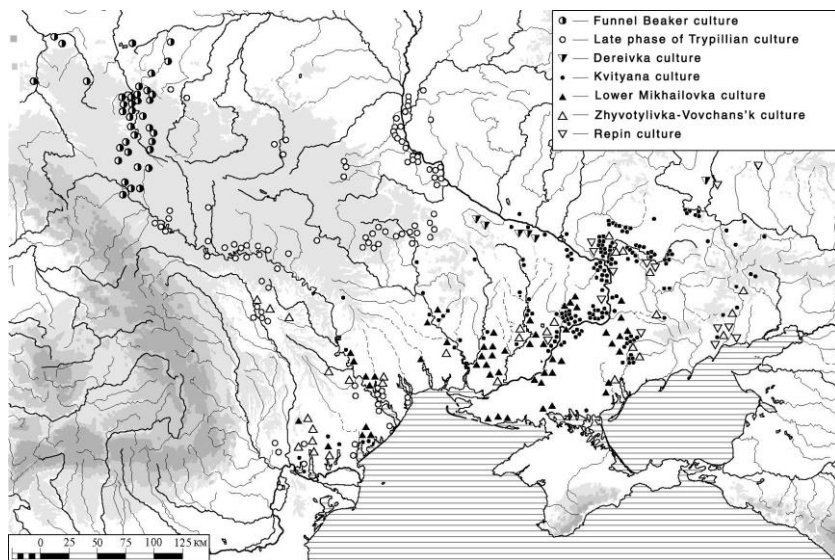 Funnel Beaker culture
Late phase of Trypillian culture
Dereivka culture
Kvityana culture
Lower Mikhailovka culture
Zhyvotylivka-Vovchans'k culture
Repin culture
0 25 50 75 100 125 КМ